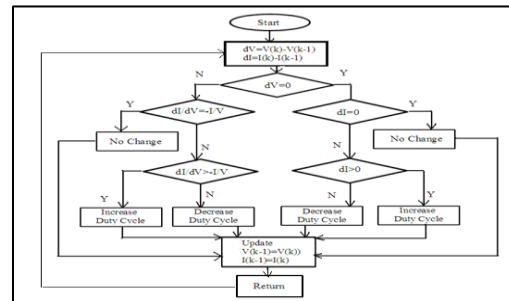 Start
dV=V(k)-V(k-1)
dI=I(k)-I(k-1)
N
dV=0
Y
Y
dI/dV=-I/V
dI=0
Y
No Change
N
N
No Change
dI/dV>-I/V
dI>0
Y
N
N
Y
Increase
Duty Cycle
Decrease
Duty Cycle
Decrease
Duty Cycle
Increase
Duty Cycle
Update
V(k-1)=V(k))
I(k-1)=I(k)
Return